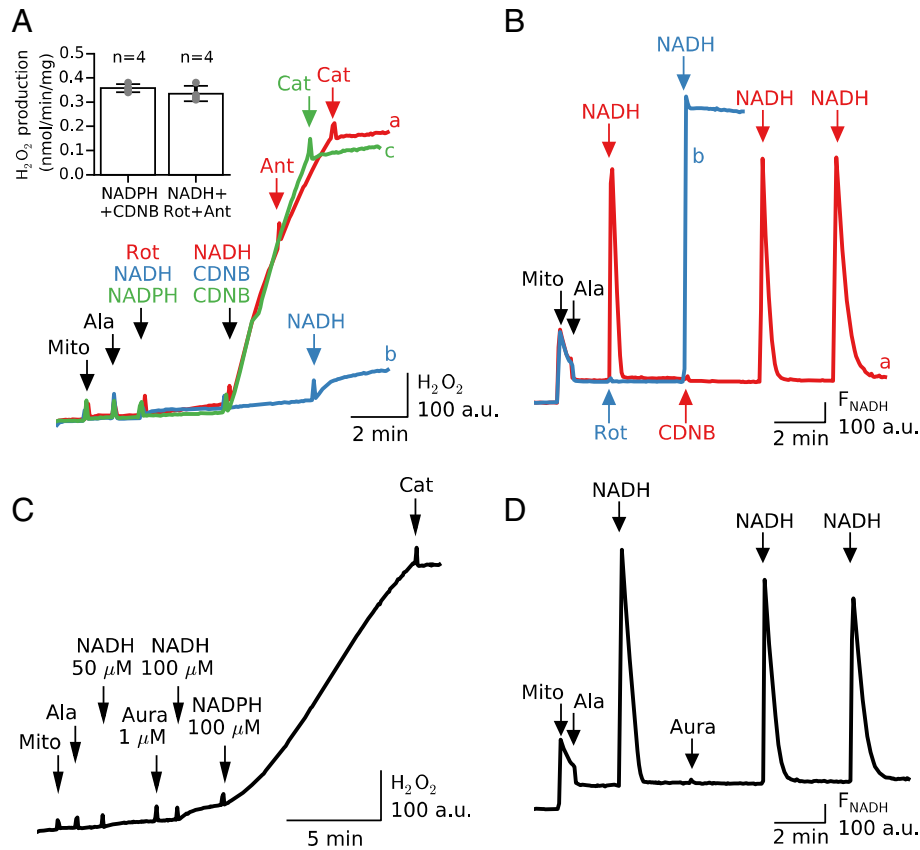 A
H₂O₂ production
(nmol/min/mg)
0.5
0.4
0.3
0.2
0.1
0.0
n=4
n=4
NADPH
+CDNB
NADH+
Rot+Ant
Cat
Cat
a
c
Ant
Rot
NADH
NADPH
NADH
CDNB
CDNB
Ala
Mito
NADH
b
H₂O₂
100 a.u.
2 min
B
NADH
NADH
NADH
NADH
b
Mito
Ala
a
Rot
CDNB
F_NADH
100 a.u.
2 min
C
Cat
NADH
50 μM
NADH
100 μM
Ala
Mito
Aura
1 μM
NADPH
100 μM
H₂O₂
100 a.u.
5 min
D
NADH
NADH
NADH
Mito
Ala
Aura
F_NADH
100 a.u.
2 min